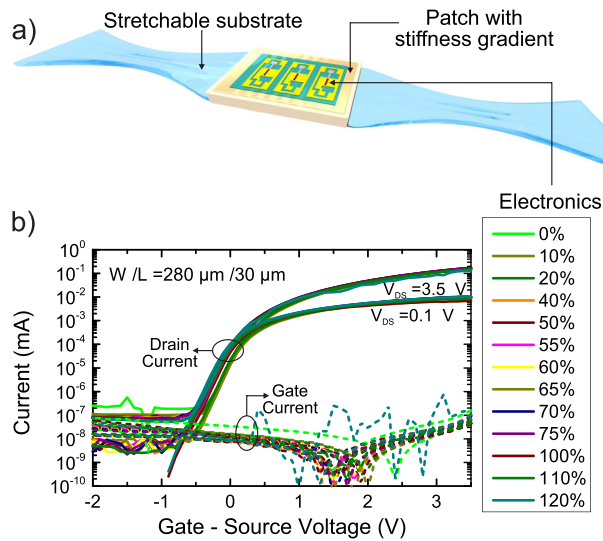 a)
Stretchable substrate
Patch with
stiffness gradient
Electronics
b)
10^0
10^-1
10^-2
10^-3
10^-4
10^-5
10^-6
10^-7
10^-8
10^-9
10^-10
Current (mA)
W /L =280 µm /30 µm
V_DS =3.5 V
V_DS =0.1 V
Drain
Current
Gate
Current
-2
-1
0
1
2
3
Gate - Source Voltage (V)
0%
10%
20%
40%
50%
55%
60%
65%
70%
75%
100%
110%
120%